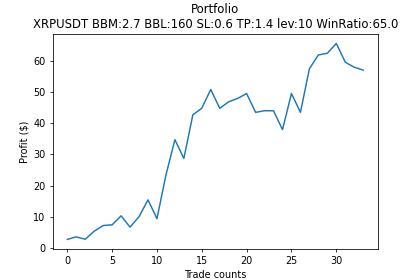 Portfolio
XRPUSDT BBM:2.7 BBL:160 SL:0.6 TP:1.4 lev:10 WinRatio:65.0
60
50
40
30
20
10
0
Profit ($)
0 5 10 15 20 25 30
Trade counts